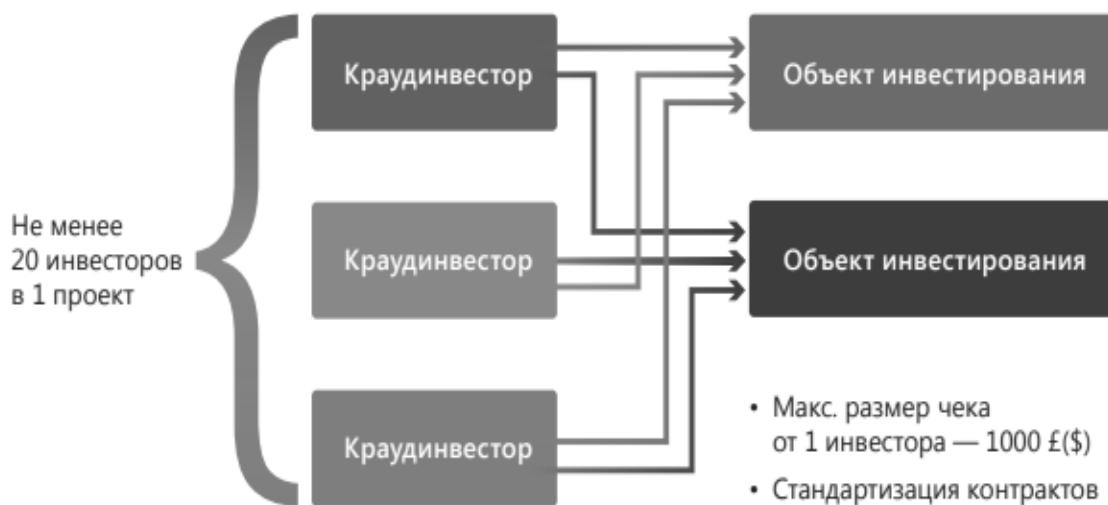 Краудинвестор
Объект инвестирования
Не менее
20 инвесторов
в 1 проект
Краудинвестор
Объект инвестирования
Краудинвестор
• Макс. размер чека
от 1 инвестора — 1000 £($)
• Стандартизация контрактов